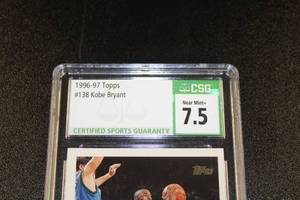 1996-97 Topps
#138 Kobe Bryant
CSG
Near Mint+
7.5
CERTIFIED SPORTS GUARANTY
Topps